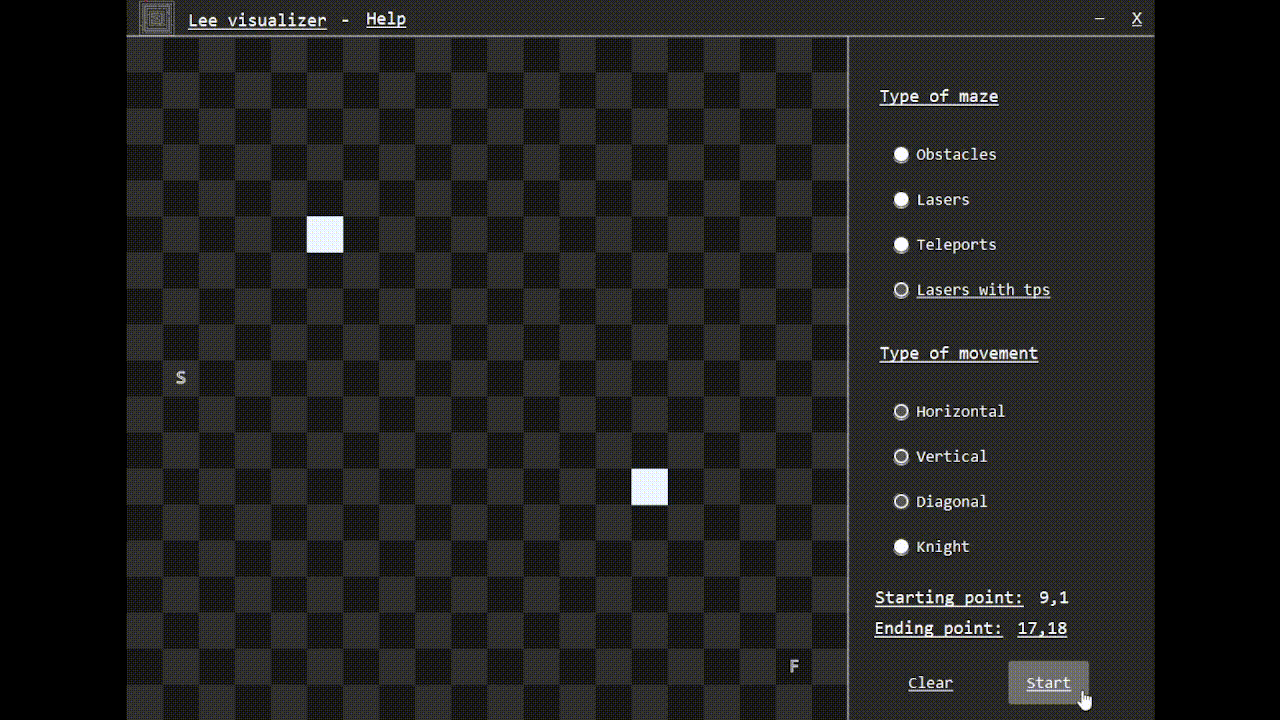 Lee visualizer - Help – X
Type of maze
Obstacles
Lasers
Teleports
Lasers with tps
Type of movement
S
Horizontal
Vertical
Diagonal
Knight
Starting point: 9,1
Ending point: 17,18
F
Clear Start